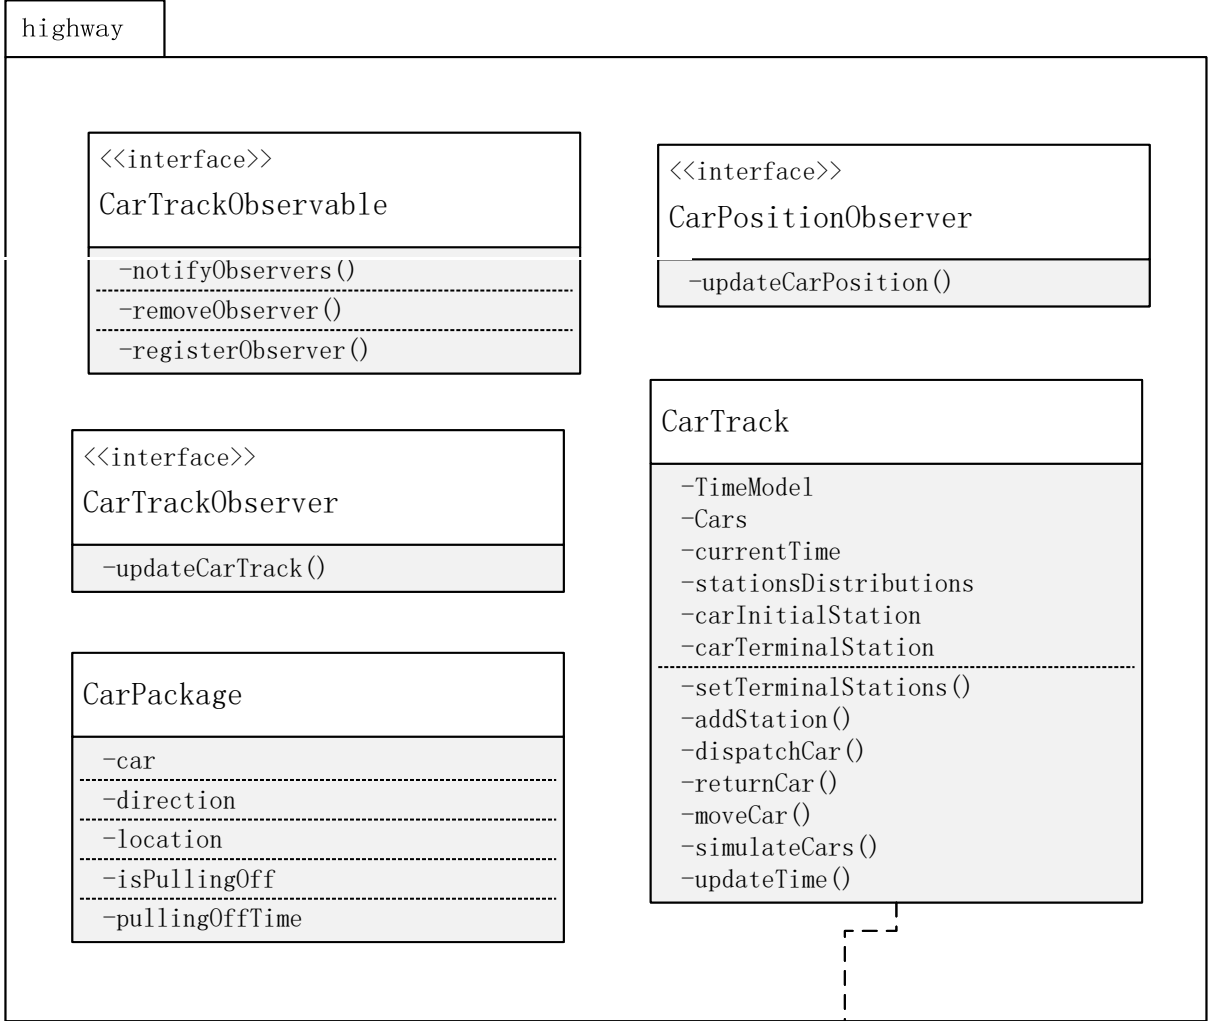 highway
<<interface>>
CarTrackObservable
-notifyObservers()
-removeObserver()
-registerObserver()
<<interface>>
CarPositionObserver
-updateCarPosition()
<<interface>>
CarTrackObserver
-updateCarTrack()
CarTrack
-TimeModel
-Cars
-currentTime
-stationsDistributions
-carInitialStation
-carTerminalStation
-setTerminalStations()
-addStation()
-dispatchCar()
-returnCar()
-moveCar()
-simulateCars()
-updateTime()
CarPackage
-car
-direction
-location
-isPullingOff
-pullingOffTime